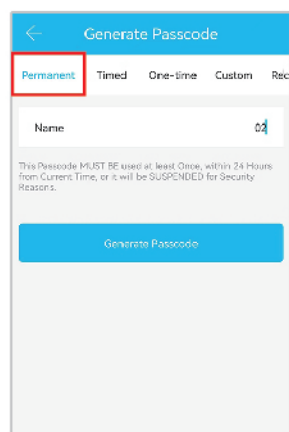 Generate Passcode
Permanent Timed One-time Custom Rec
Name 02
This Passcode MUST BE used at least Once, within 24 Hours
from Current Time, or it will be SUSPENDED for Security
Reasons.
Generate Passcode